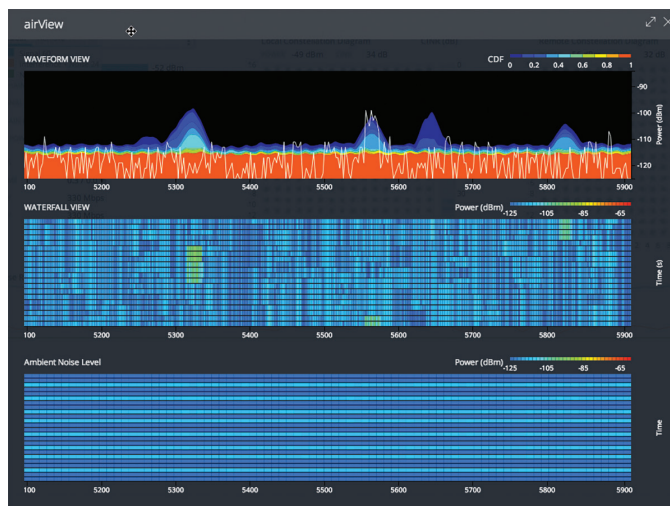 airView
WAVEFORM VIEW
CDF
0 0.2 0.4 0.6 0.8 1
-90
-100
-110
-120
Power (dBm)
100 5200 5300 5400 5500 5600 5700 5800 5900
WATERFALL VIEW
Power (dBm)
-125 -105 -85 -65
Time (s)
100 5200 5300 5400 5500 5600 5700 5800 5900
Ambient Noise Level
Power (dBm)
-125 -105 -85 -65
Time
100 5200 5300 5400 5500 5600 5700 5800 5900